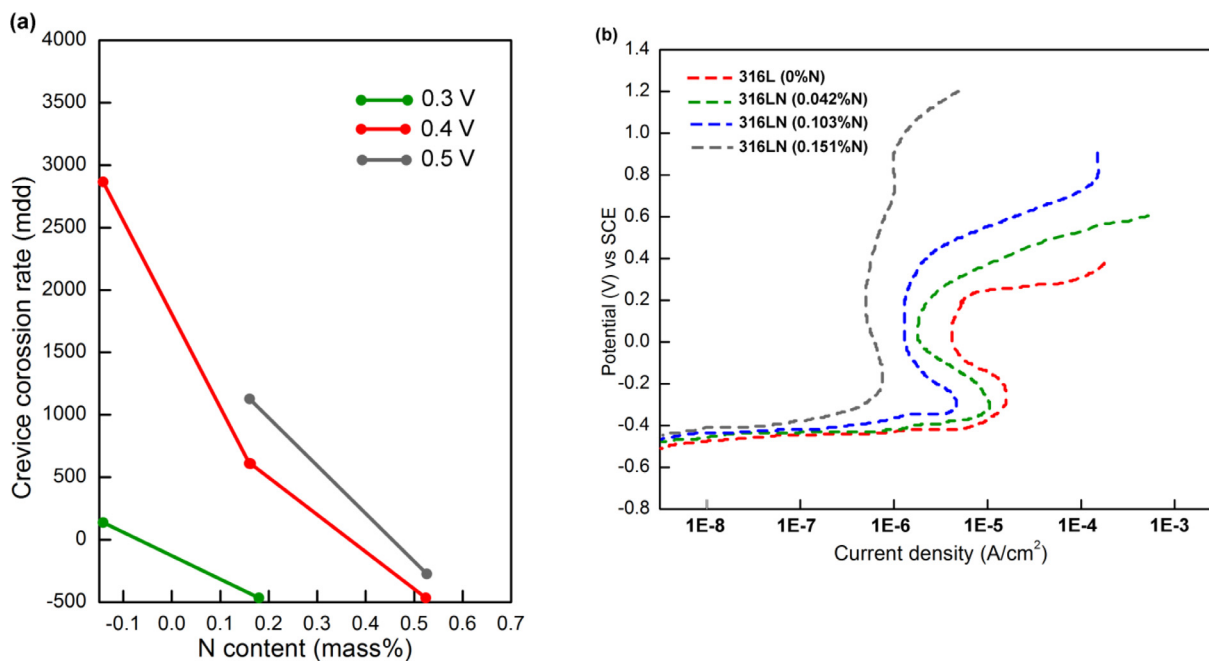 (a)
4000
3500
3000
2500
2000
1500
1000
500
0
-500
Crevice corossion rate (mdd)
0.3 V
0.4 V
0.5 V
-0.1 0.0 0.1 0.2 0.3 0.4 0.5 0.6 0.7
N content (mass%)
(b)
1.4
1.2
1.0
0.8
0.6
0.4
0.2
0.0
-0.2
-0.4
-0.6
-0.8
Potential (V) vs SCE
316L (0%N)
316LN (0.042%N)
316LN (0.103%N)
316LN (0.151%N)
1E-8 1E-7 1E-6 1E-5 1E-4 1E-3
Current density (A/cm²)